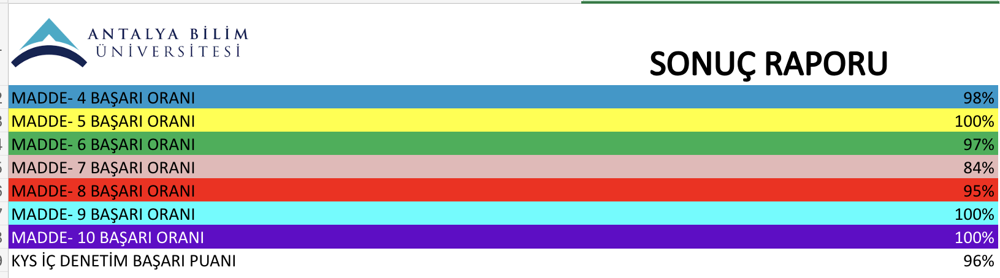 ANTALYA BİLİM
ÜNİVERSİTESİ
SONUÇ RAPORU
MADDE- 4 BAŞARI ORANI 98%
MADDE- 5 BAŞARI ORANI 100%
MADDE- 6 BAŞARI ORANI 97%
MADDE- 7 BAŞARI ORANI 84%
MADDE- 8 BAŞARI ORANI 95%
MADDE- 9 BAŞARI ORANI 100%
MADDE- 10 BAŞARI ORANI 100%
KYS İÇ DENETİM BAŞARI PUANI 96%